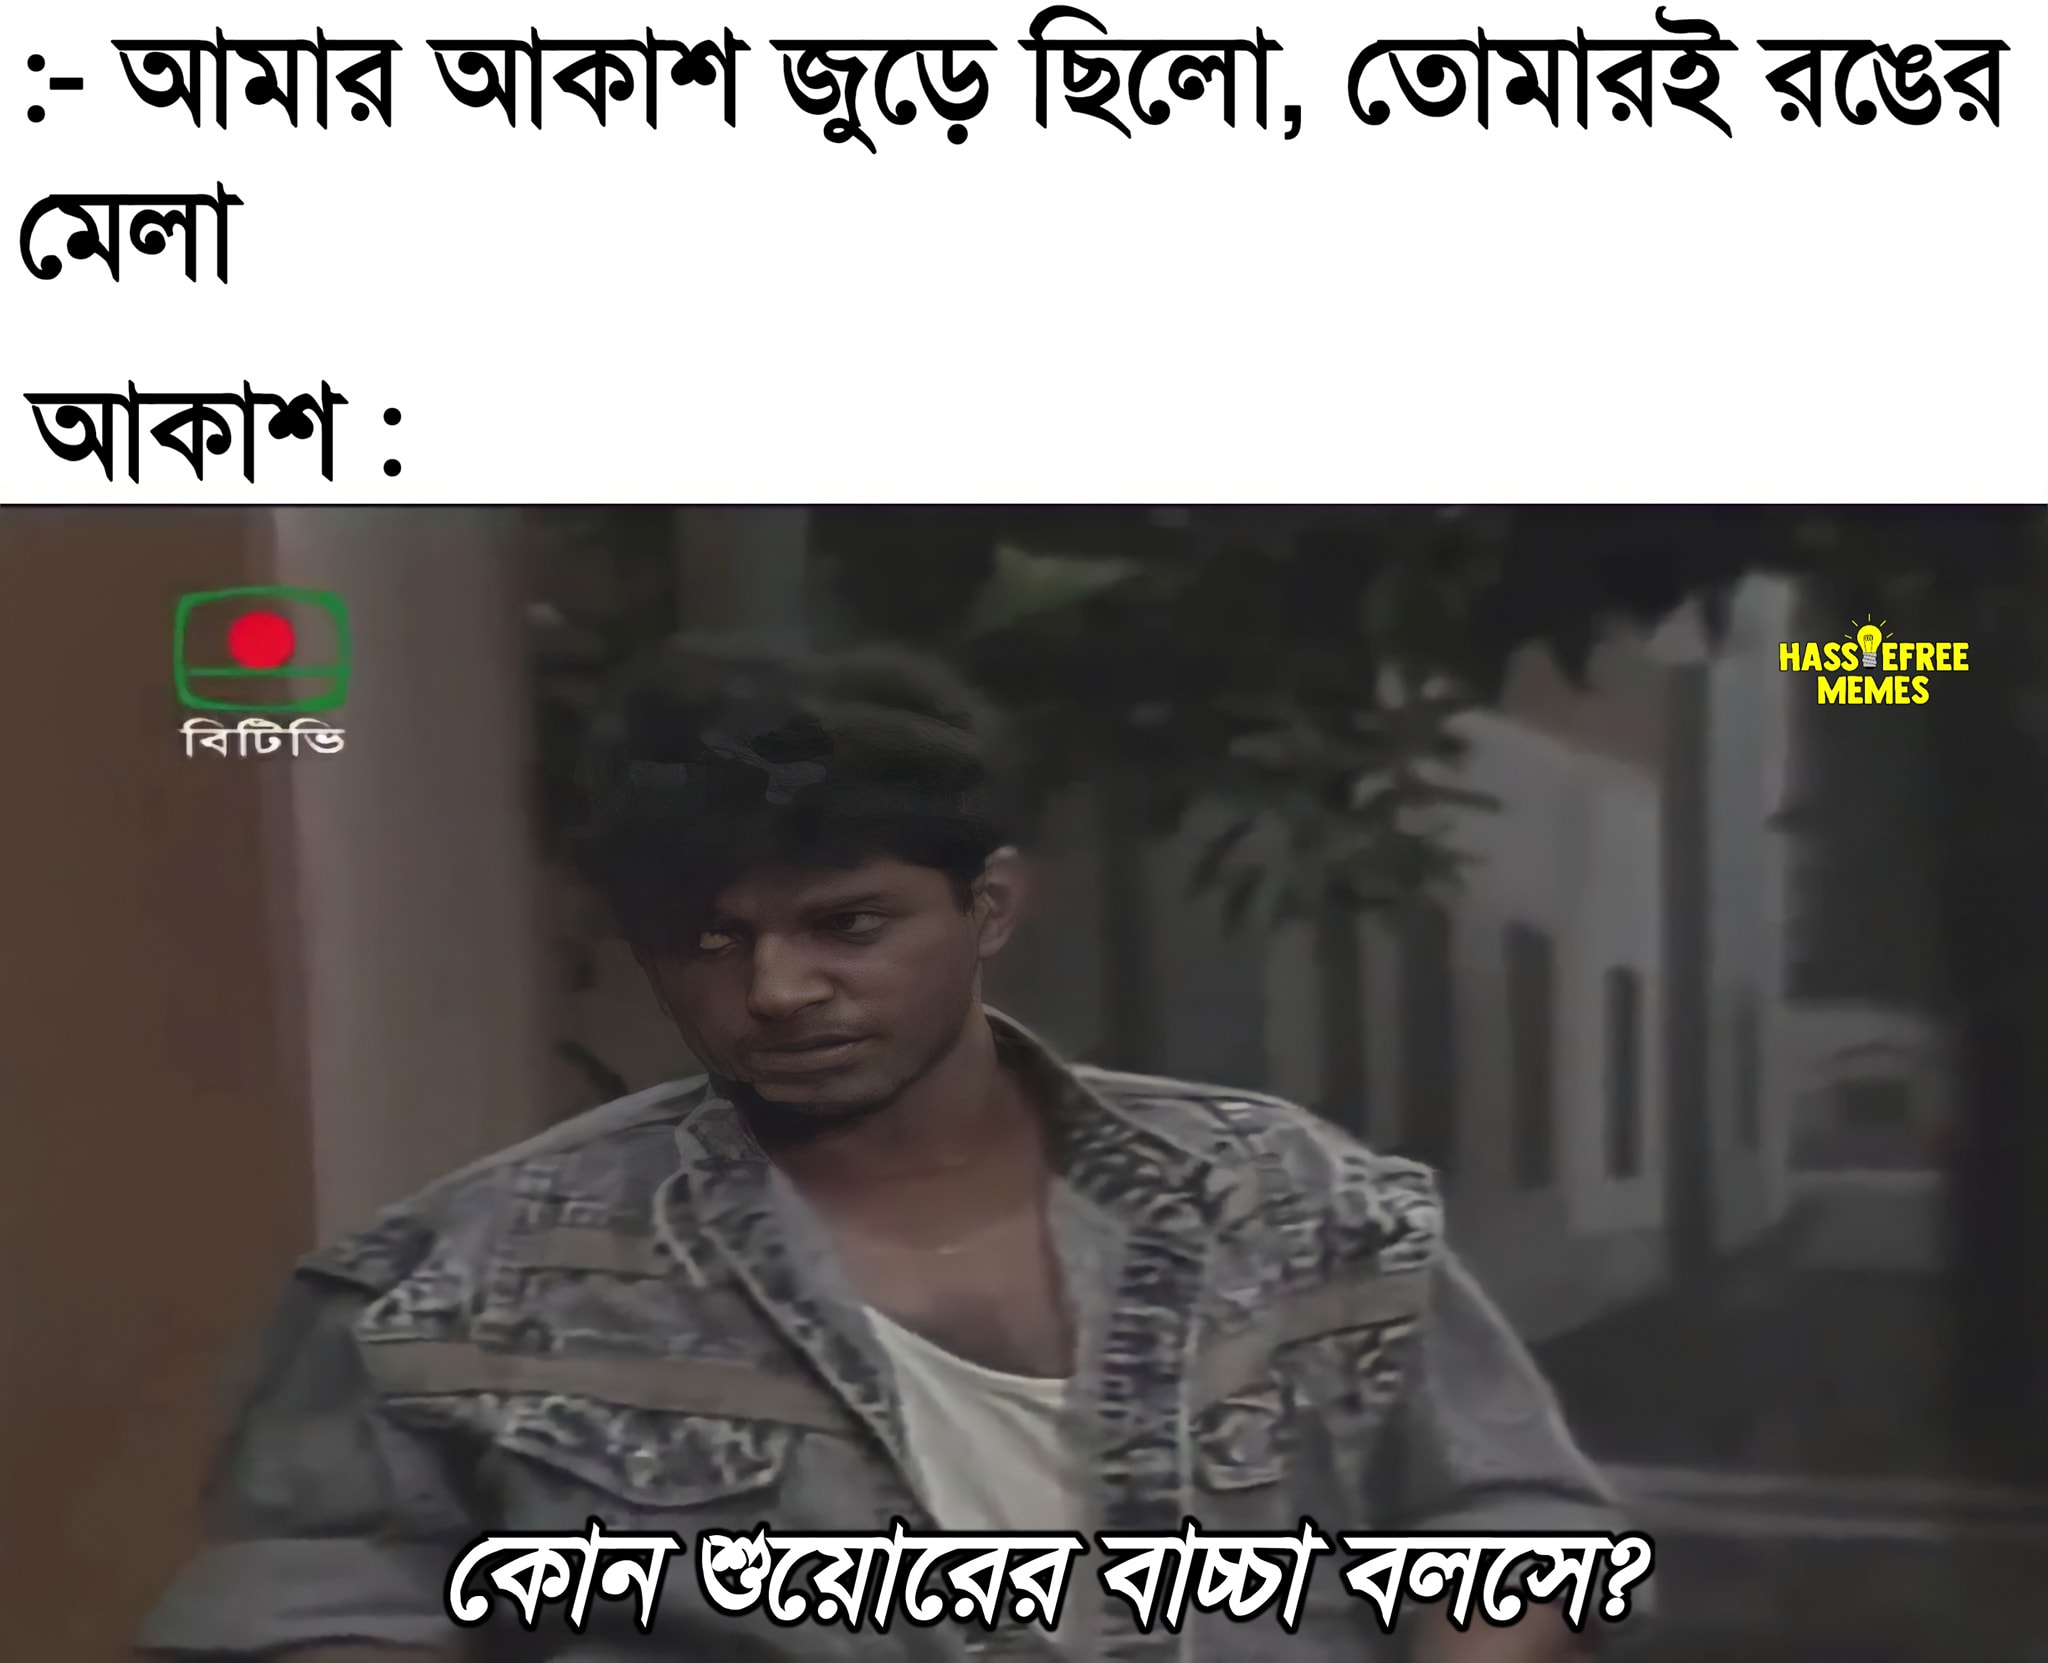 :- আমার আকাশ জুড়ে ছিলো, তোমারই রঙের
মেলা
আকাশ :
বিটিভি
HASSLEFREE
MEMES
কোন শুয়োরের বাচ্চা বলসে?